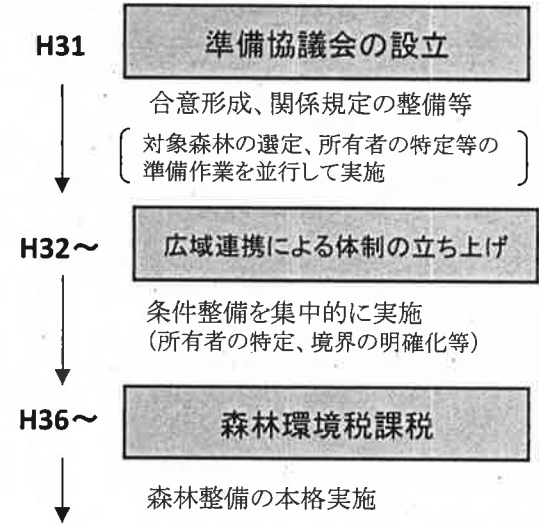 H31
準備協議会の設立
合意形成、関係規定の整備等
対象森林の選定、所有者の特定等の
準備作業を並行して実施
H32～
広域連携による体制の立ち上げ
条件整備を集中的に実施
(所有者の特定、境界の明確化等)
H36～
森林環境税課税
森林整備の本格実施